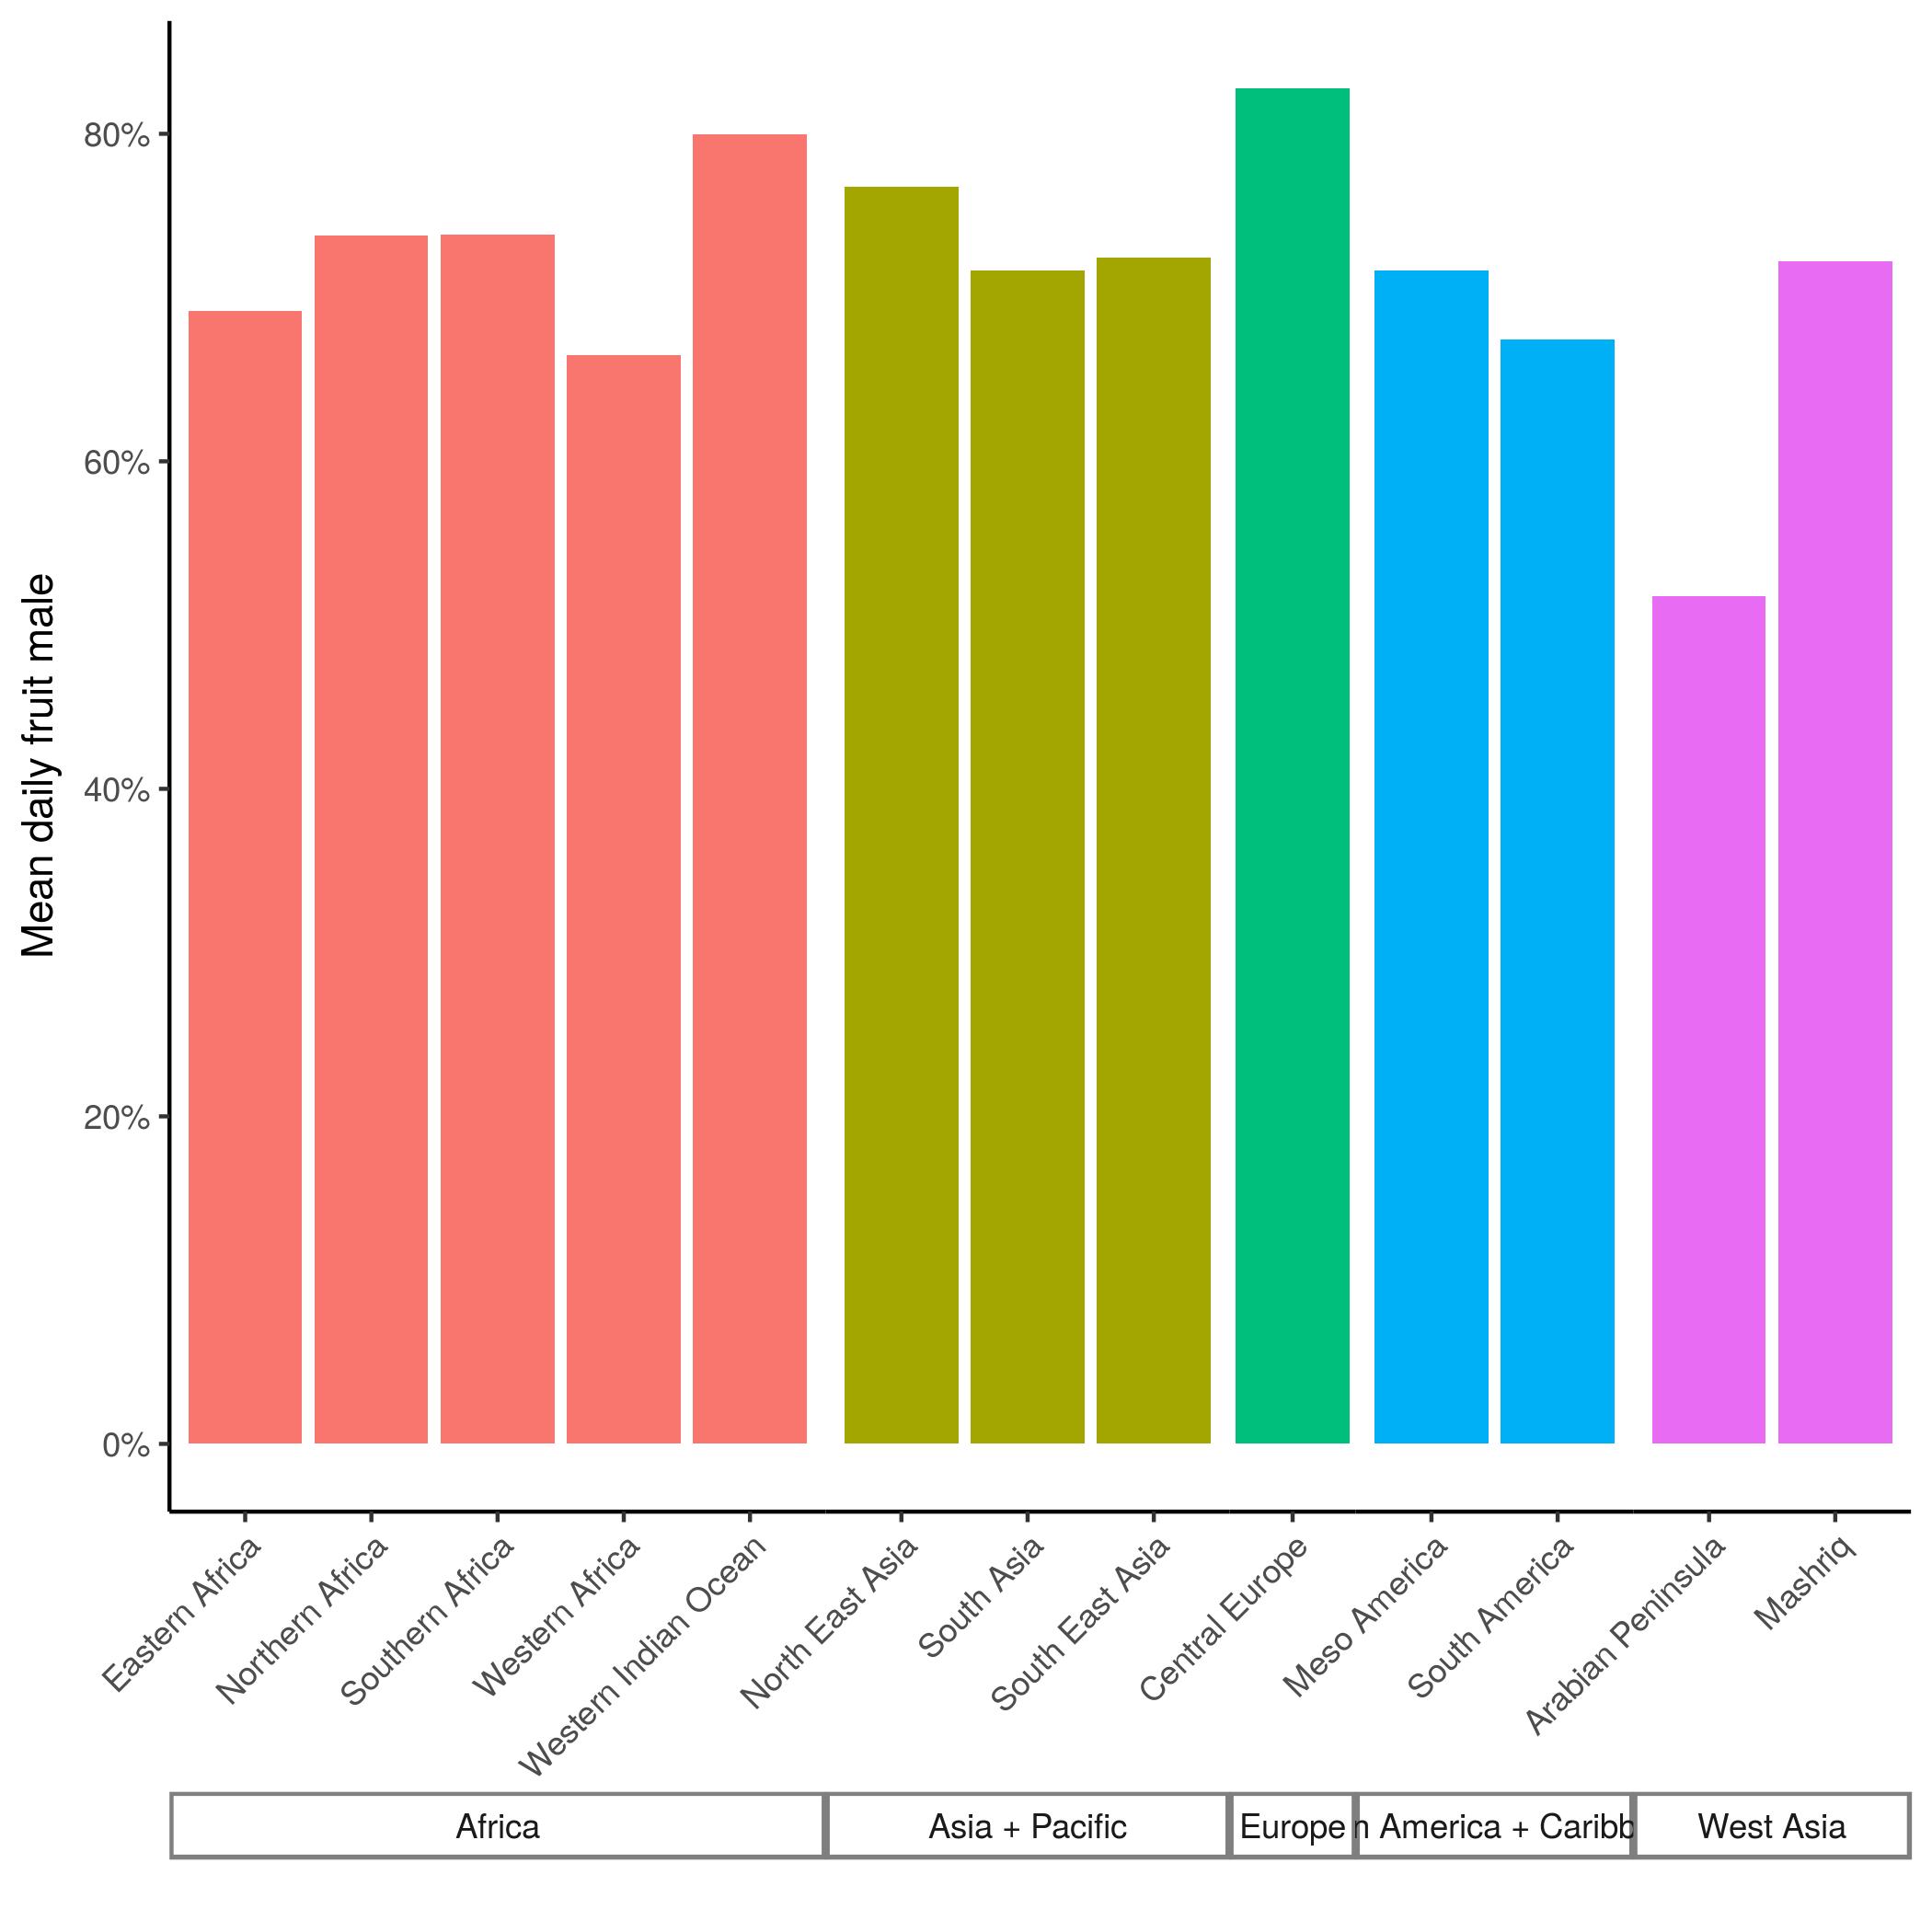 Mean daily fruit male
80%
60%
40%
20%
0%
Eastern Africa
Northern Africa
Southern Africa
Western Africa
Western Indian Ocean
North East Asia
South Asia
South East Asia
Central Europe
Meso America
South America
Arabian Peninsula
Mashriq
Africa
Asia + Pacific
Europe
n America + Caribb
West Asia